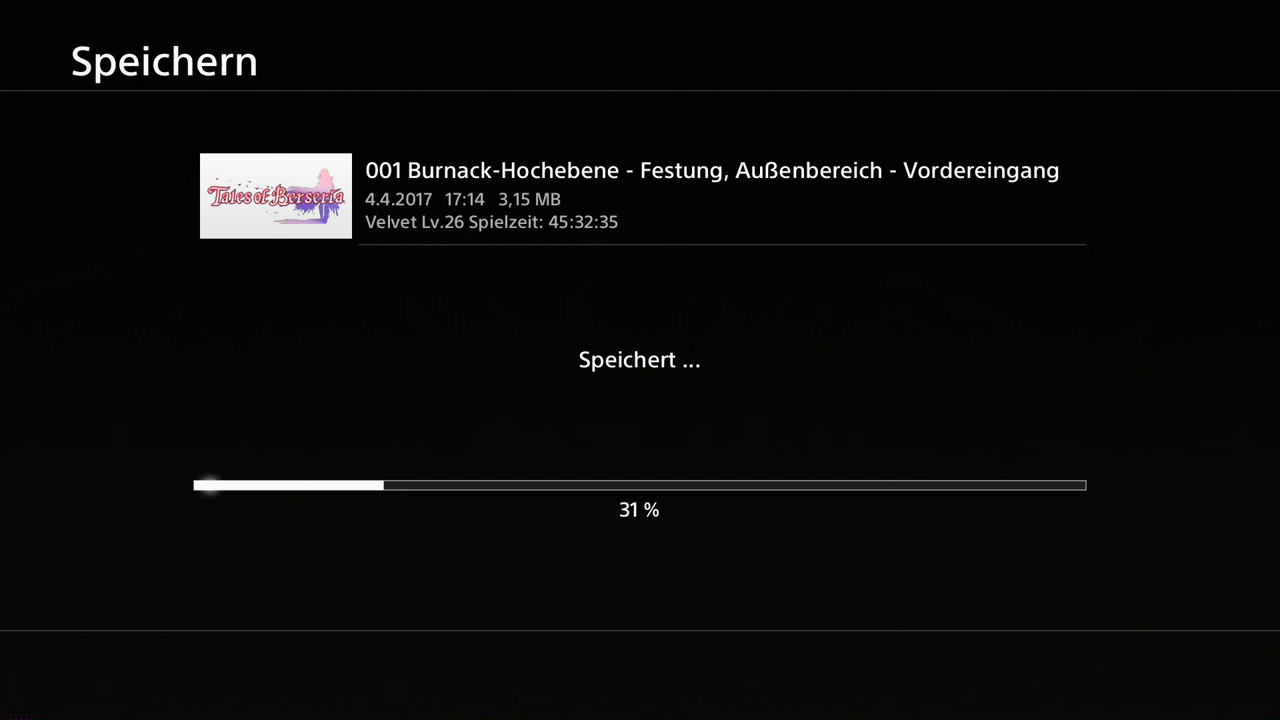 Speichern
Tales of Berseria
001 Burnack-Hochebene - Festung, Außenbereich - Vordereingang
4.4.2017 17:14 3,15 MB
Velvet Lv.26 Spielzeit: 45:32:35
Speichert ...
31 %